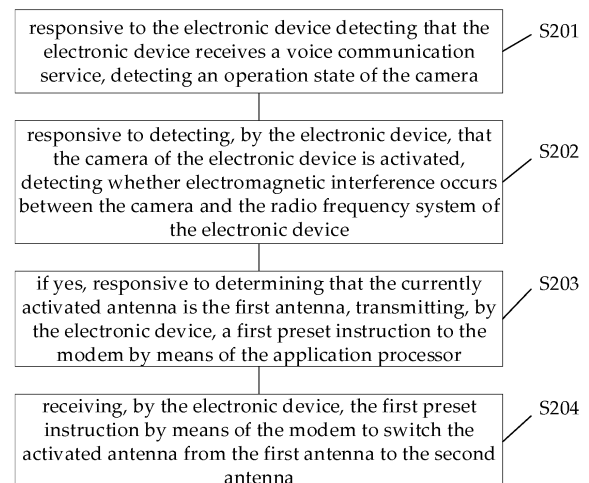 responsive to the electronic device detecting that the
electronic device receives a voice communication
service, detecting an operation state of the camera
S201
responsive to detecting, by the electronic device, that
the camera of the electronic device is activated,
detecting whether electromagnetic interference occurs
between the camera and the radio frequency system of
the electronic device
S202
if yes, responsive to determining that the currently
activated antenna is the first antenna, transmitting, by
the electronic device, a first preset instruction to the
modem by means of the application processor
S203
receiving, by the electronic device, the first preset
instruction by means of the modem to switch the
activated antenna from the first antenna to the second
antenna
S204